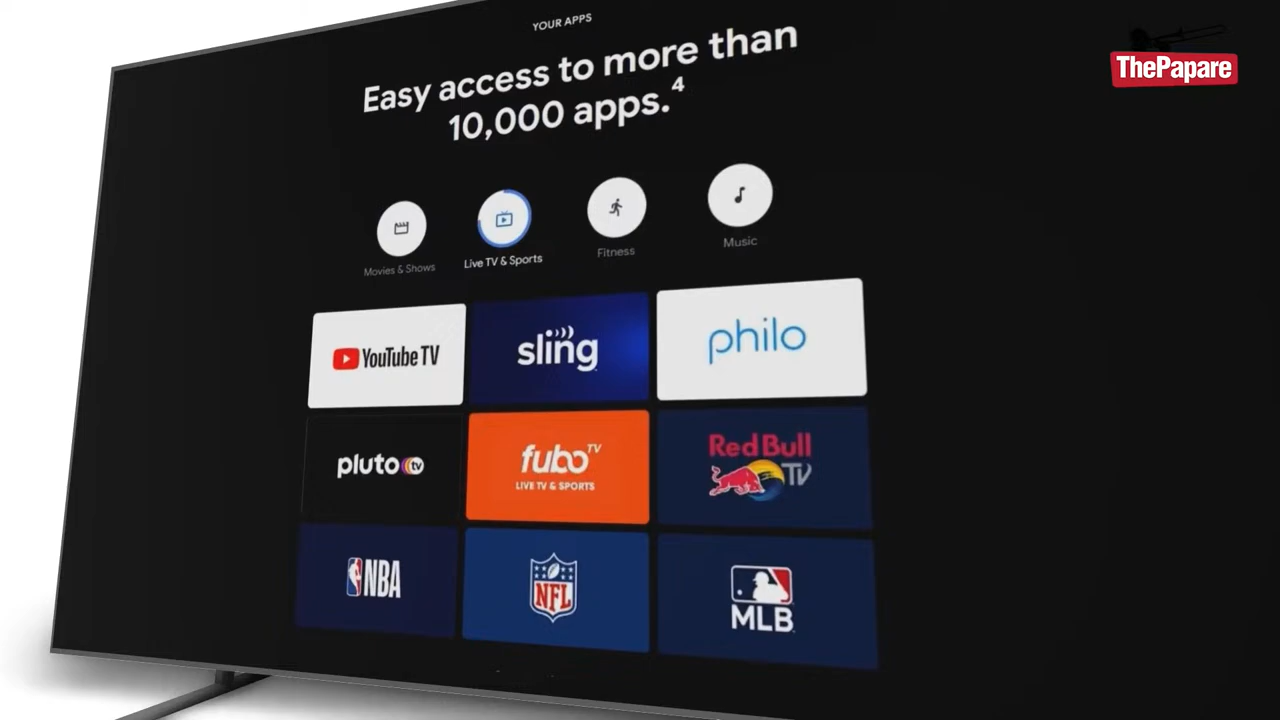 YOUR APPS
ThePapare
Easy access to more than
10,000 apps.⁴
Movies & Shows
Live TV & Sports
Fitness
Music
YouTube TV
sling
philo
pluto tv
fubo TV
LIVE TV & SPORTS
Red Bull
TV
NBA
NFL
MLB